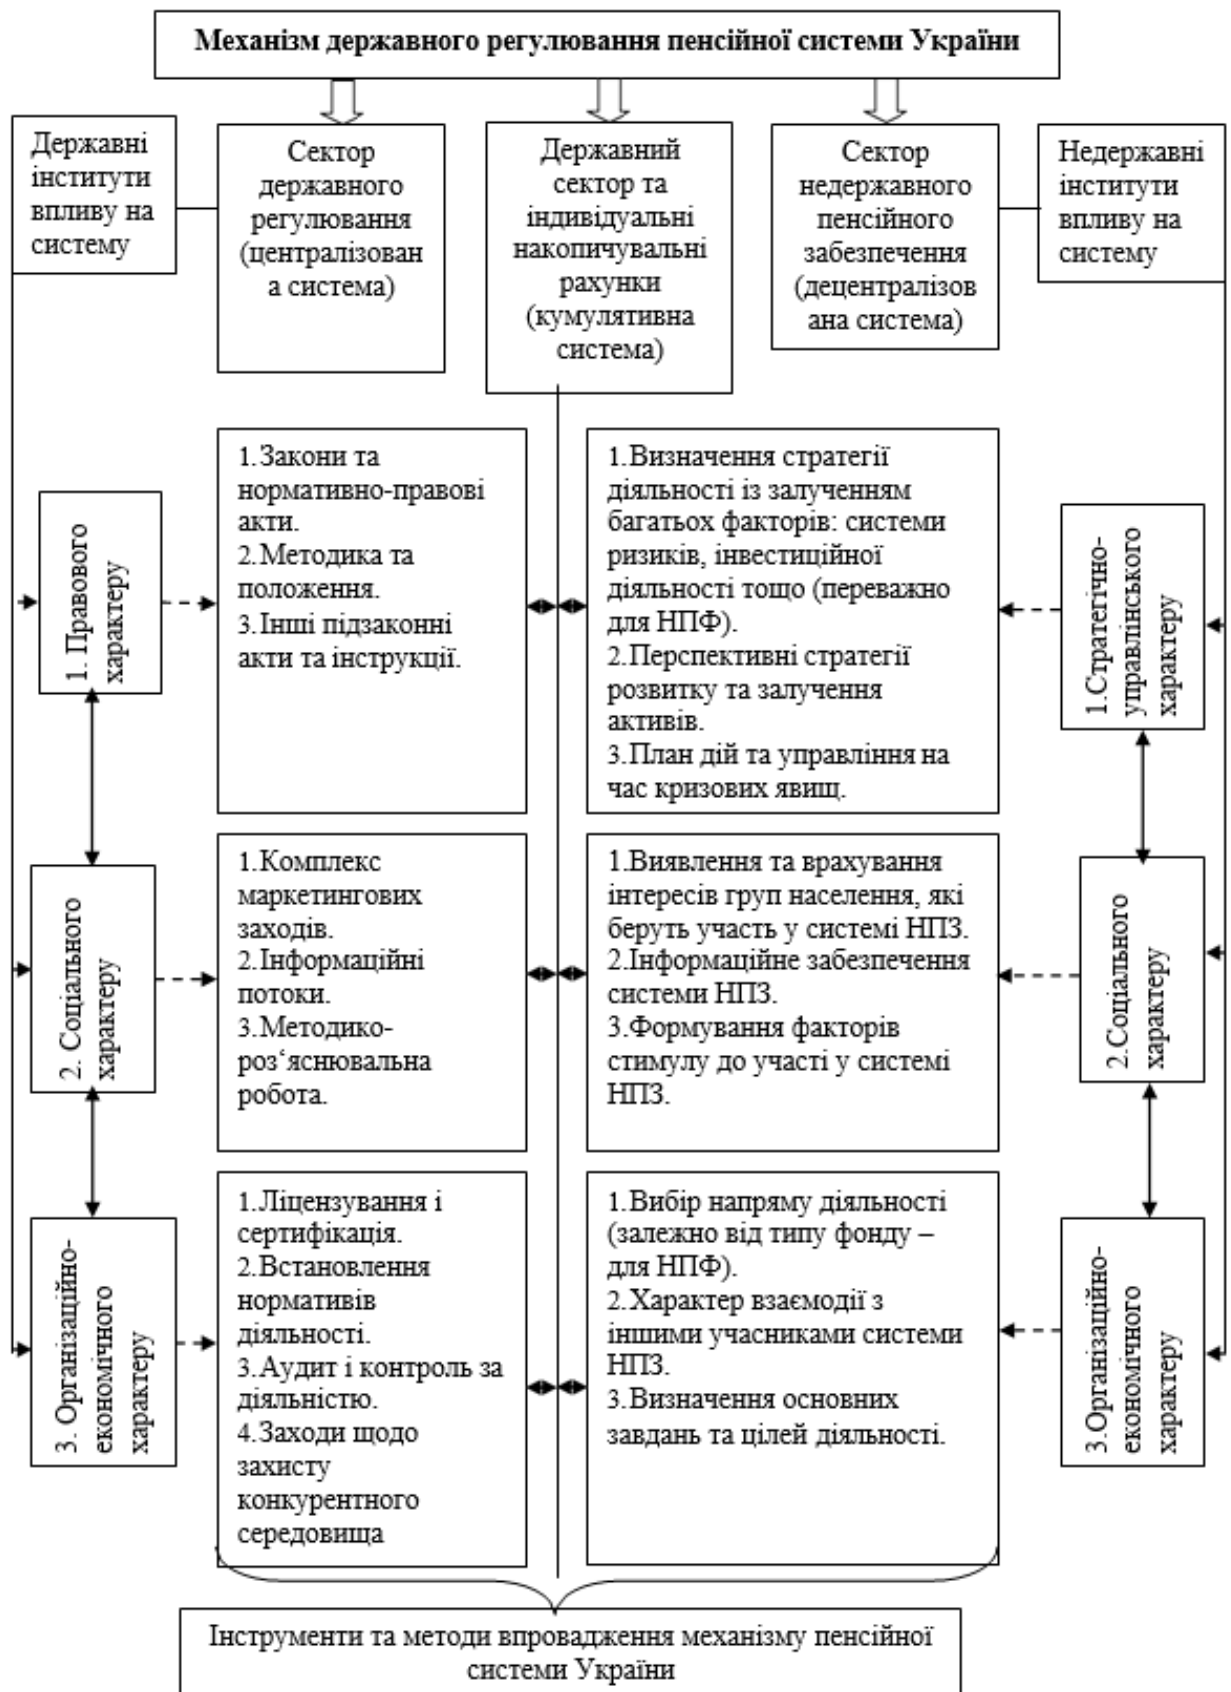 Механізм державного регулювання пенсійної системи України
Державні
інститути
впливу на
систему
Сектор
державного
регулювання
(централізован
а система)
Державний
сектор та
індивідуальні
накопичувальні
рахунки
(кумулятивна
система)
Сектор
недержавного
пенсійного
забезпечення
(децентралізов
ана система)
Недержавні
інститути
впливу на
систему
1. Правового
характеру
1.Закони та
нормативно-правові
акти.
2.Методика та
положення.
3.Інші підзаконні
акти та інструкції.
1.Визначення стратегії
діяльності із залученням
багатьох факторів: системи
ризиків, інвестиційної
діяльності тощо (переважно
для НПФ).
2.Перспективні стратегії
розвитку та залучення
активів.
3.План дій та управління на
час кризових явищ.
1.Стратегічно-
управлінського
характеру
2. Соціального
характеру
1.Комплекс
маркетингових
заходів.
2.Інформаційні
потоки.
3.Методико-
роз‘яснювальна
робота.
1.Виявлення та врахування
інтересів груп населення, які
беруть участь у системі НПЗ.
2.Інформаційне забезпечення
системи НПЗ.
3.Формування факторів
стимулу до участі у системі
НПЗ.
2.Соціального
характеру
3. Організаційно-
економічного
характеру
1.Ліцензування і
сертифікація.
2.Встановлення
нормативів
діяльності.
3.Аудит і контроль за
діяльністю.
4.Заходи щодо
захисту
конкурентного
середовища
1.Вибір напряму діяльності
(залежно від типу фонду –
для НПФ).
2.Характер взаємодії з
іншими учасниками системи
НПЗ.
3.Визначення основних
завдань та цілей діяльності.
3.Організаційно-
економічного
характеру
Інструменти та методи впровадження механізму пенсійної
системи України